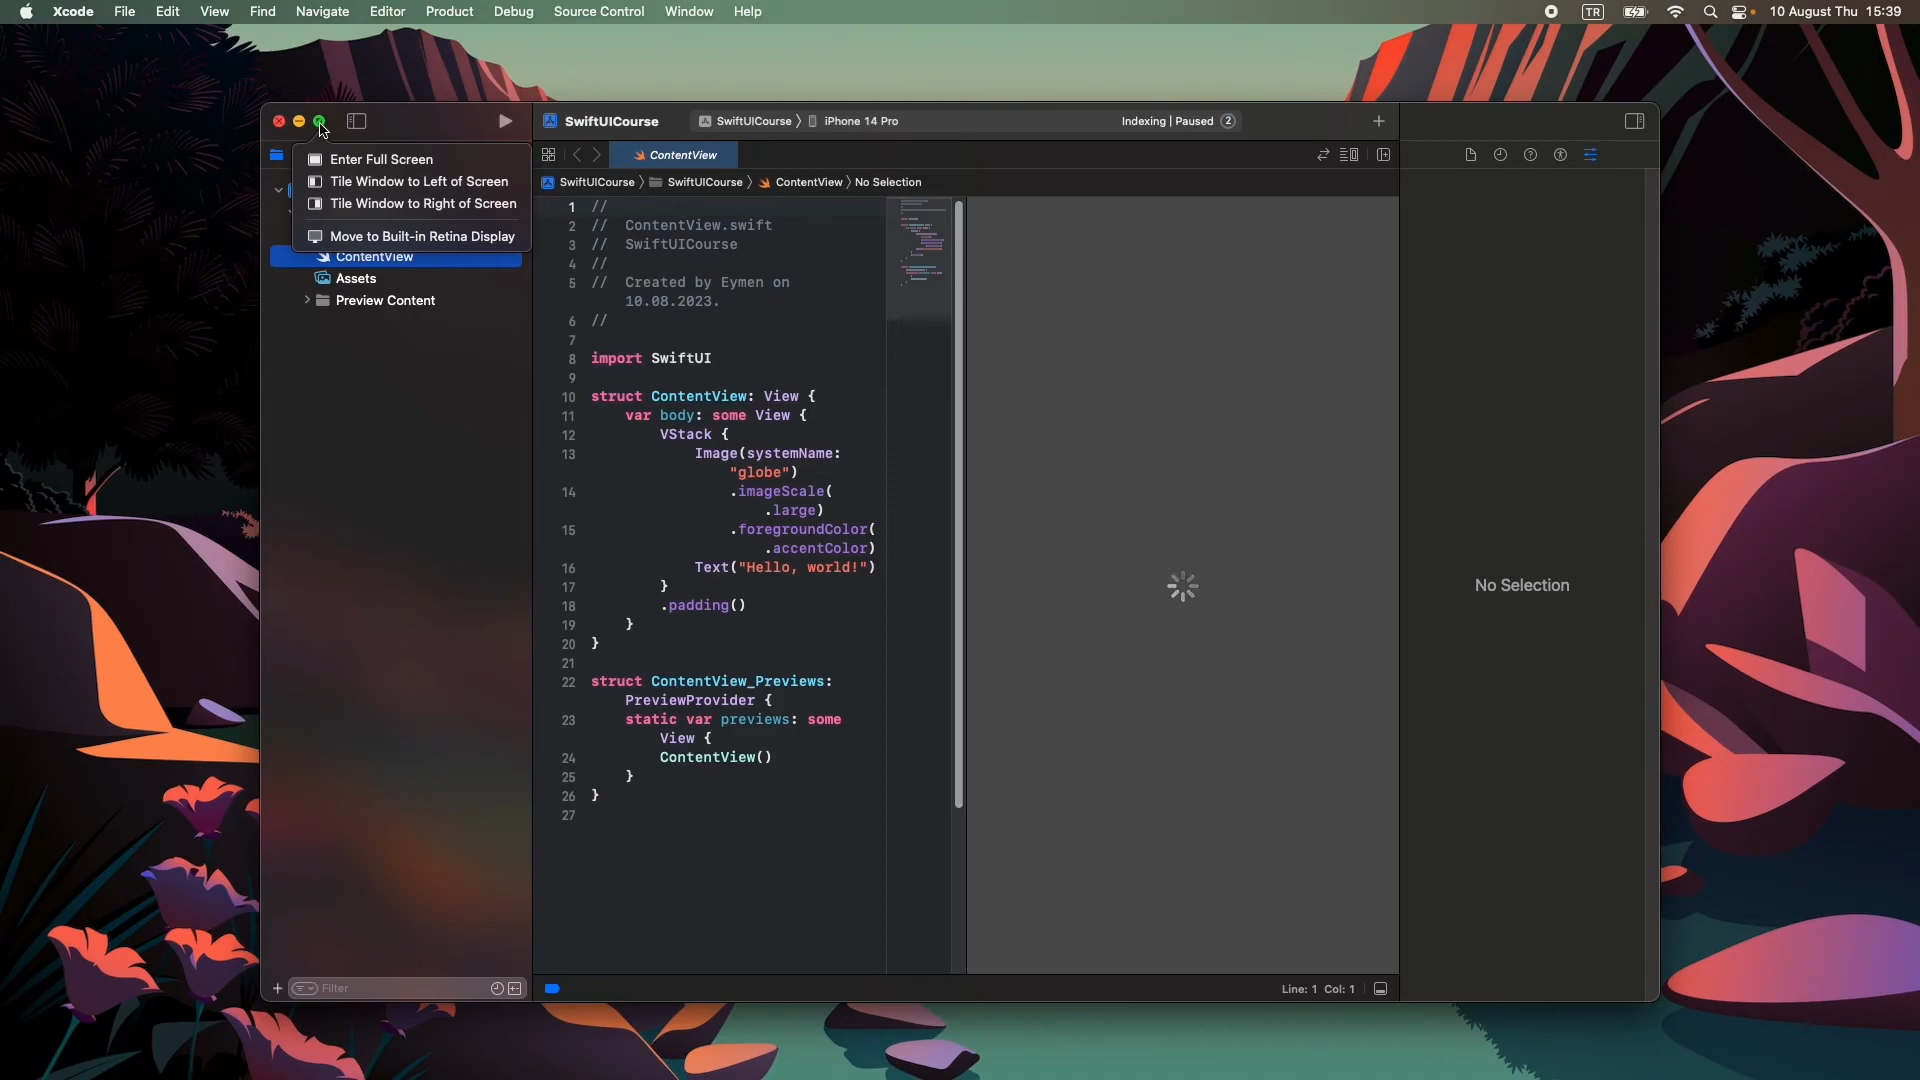 Xcode File Edit View Find Navigate Editor Product Debug Source Control Window Help
TR 10 August Thu 15:39
SwiftUICourse
SwiftUICourse iPhone 14 Pro
Indexing | Paused 2
Enter Full Screen
Tile Window to Left of Screen
Tile Window to Right of Screen
Move to Built-in Retina Display
ContentView
Assets
Preview Content
Filter
ContentView
SwiftUICourse SwiftUICourse ContentView No Selection
1 //
2 // ContentView.swift
3 // SwiftUICourse
4 //
5 // Created by Eymen on
10.08.2023.
6 //
7
8 import SwiftUI
9
10 struct ContentView: View {
11 var body: some View {
12 VStack {
13 Image(systemName:
"globe")
14 .imageScale(
.large)
15 .foregroundColor(
.accentColor)
16 Text("Hello, world!")
17 }
18 .padding()
19 }
20 }
21
22 struct ContentView_Previews:
PreviewProvider {
23 static var previews: some
View {
24 ContentView()
25 }
26 }
27
Line: 1 Col: 1
No Selection